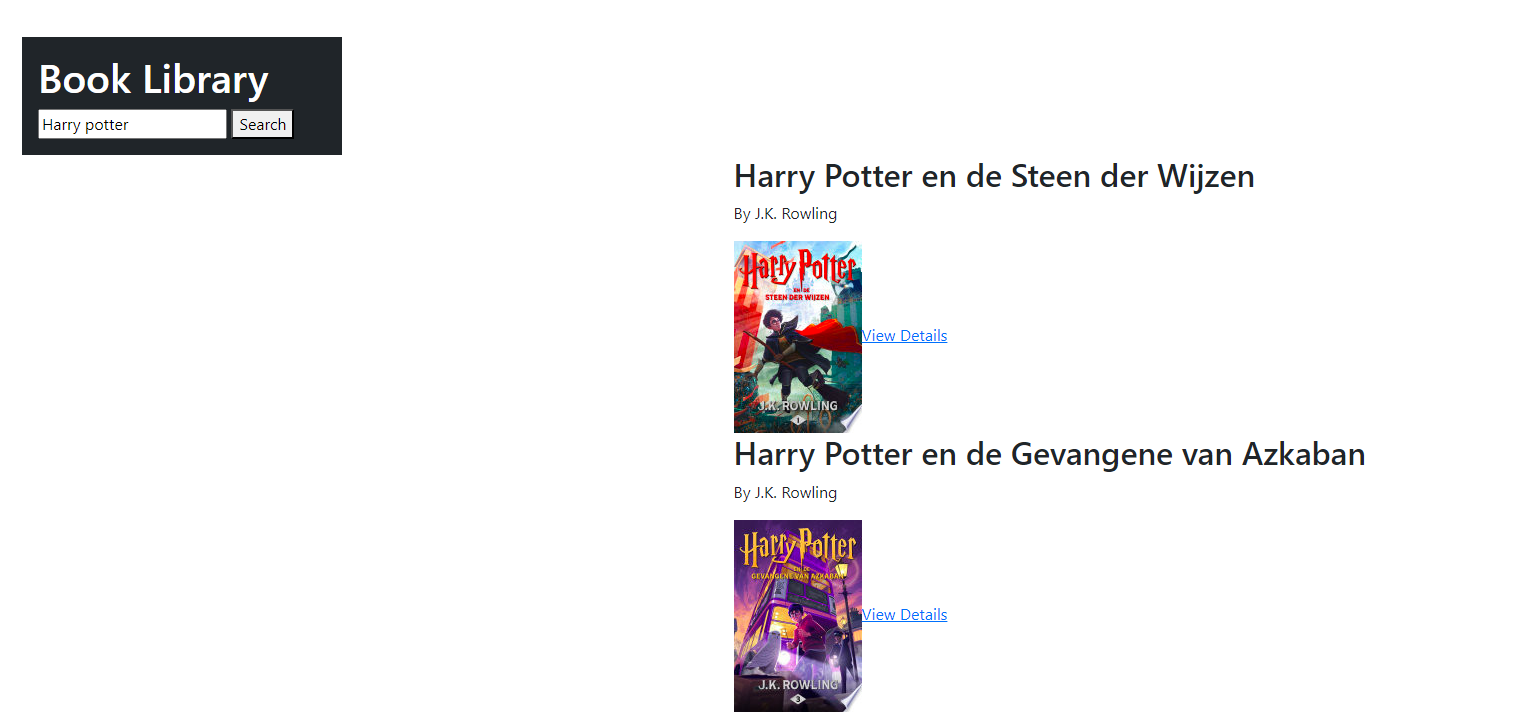 Book Library
Harry potter Search
Harry Potter en de Steen der Wijzen
By J.K. Rowling
Harry Potter
EN DE
STEEN DER WIJZEN
J.K. ROWLING
1
View Details
Harry Potter en de Gevangene van Azkaban
By J.K. Rowling
Harry Potter
EN DE
GEVANGENE VAN AZKABAN
J.K. ROWLING
3
View Details